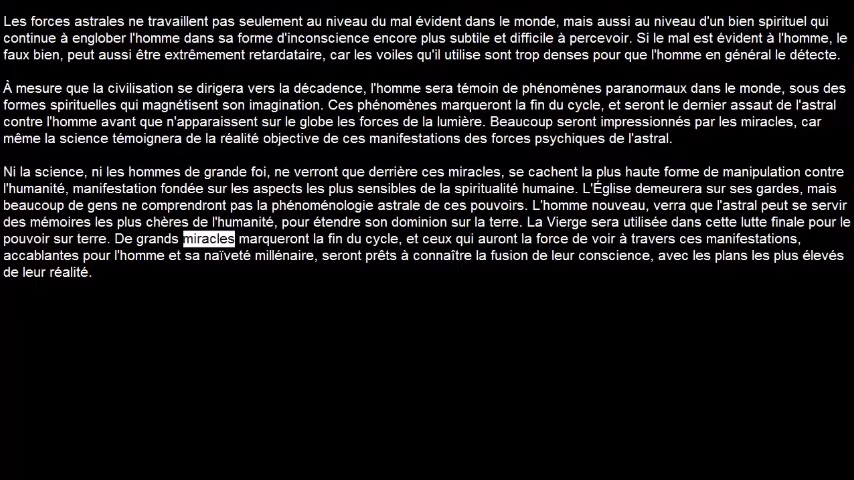 Les forces astrales ne travaillent pas seulement au niveau du mal évident dans le monde, mais aussi au niveau d'un bien spirituel qui
continue à englober l'homme dans sa forme d'inconscience encore plus subtile et difficile à percevoir. Si le mal est évident à l'homme, le
faux bien, peut aussi être extrêmement retardataire, car les voiles qu'il utilise sont trop denses pour que l'homme en général le détecte.
À mesure que la civilisation se dirigera vers la décadence, l'homme sera témoin de phénomènes paranormaux dans le monde, sous des
formes spirituelles qui magnétisent son imagination. Ces phénomènes marqueront la fin du cycle, et seront le dernier assaut de l'astral
contre l'homme avant que n'apparaissent sur le globe les forces de la lumière. Beaucoup seront impressionnés par les miracles, car
même la science témoignera de la réalité objective de ces manifestations des forces psychiques de l'astral.
Ni la science, ni les hommes de grande foi, ne verront que derrière ces miracles, se cachent la plus haute forme de manipulation contre
l'humanité, manifestation fondée sur les aspects les plus sensibles de la spiritualité humaine. L'Église demeurera sur ses gardes, mais
beaucoup de gens ne comprendront pas la phénoménologie astrale de ces pouvoirs. L'homme nouveau, verra que l'astral peut se servir
des mémoires les plus chères de l'humanité, pour étendre son dominion sur la terre. La Vierge sera utilisée dans cette lutte finale pour le
pouvoir sur terre. De grands miracles marqueront la fin du cycle, et ceux qui auront la force de voir à travers ces manifestations,
accablantes pour l'homme et sa naïveté millénaire, seront prêts à connaître la fusion de leur conscience, avec les plans les plus élevés
de leur réalité.